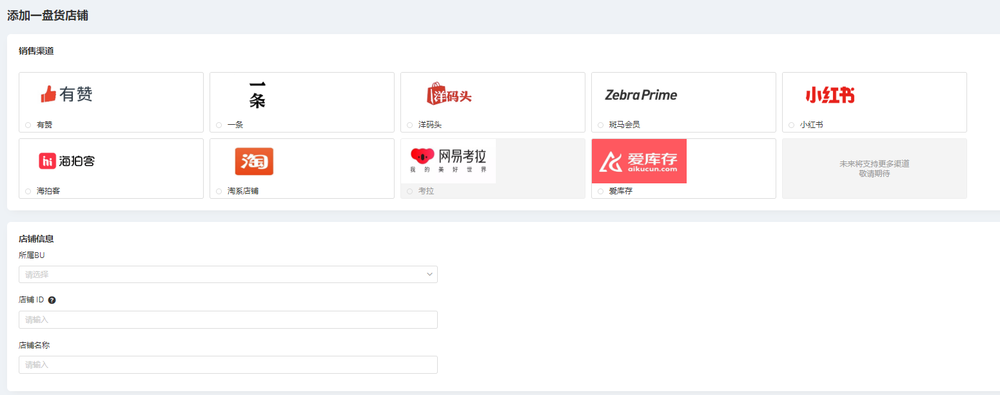 添加一盘货店铺
销售渠道
有赞
一条
洋码头
Zebra Prime
小红书
有赞
一条
洋码头
斑马会员
小红书
hi 海拍客
淘
网易考拉
我的美好世界
爱库存
aikucun.com
未来将支持更多渠道
敬请期待
海拍客
淘系店铺
考拉
爱库存
店铺信息
所属BU
请选择
店铺 ID ?
请输入
店铺名称
请输入